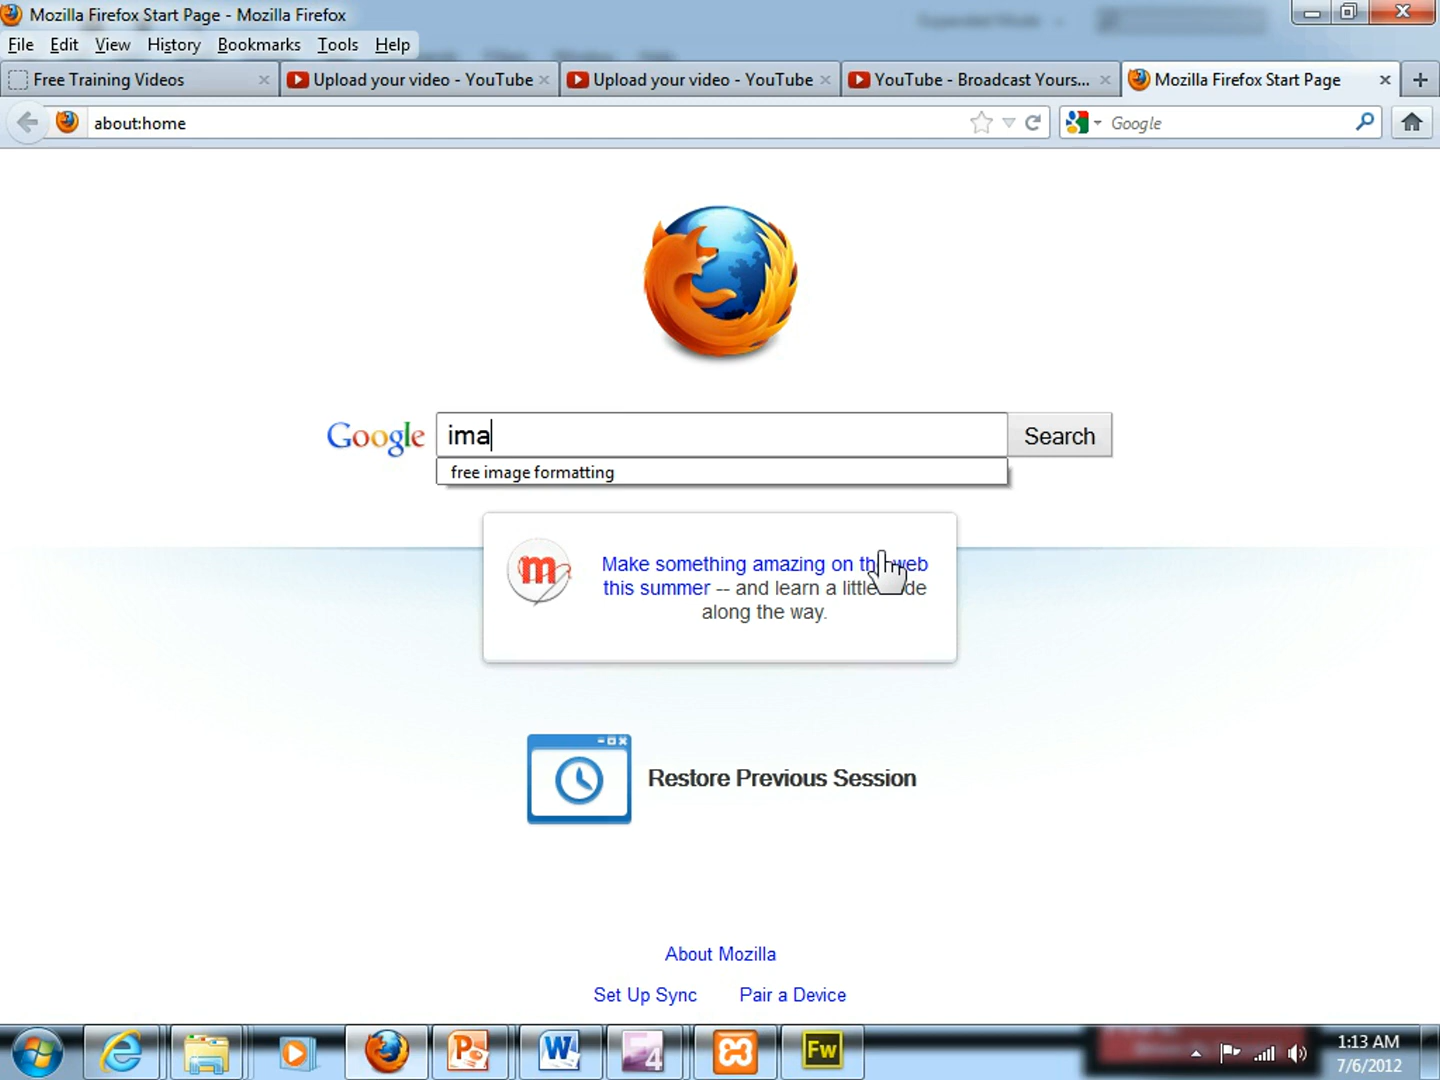 Mozilla Firefox Start Page - Mozilla Firefox
File Edit View History Bookmarks Tools Help
Free Training Videos Upload your video - YouTube Upload your video - YouTube YouTube - Broadcast Yours... Mozilla Firefox Start Page
about:home Google
Google ima Search
free image formatting
m Make something amazing on the web
this summer -- and learn a little
along the way.
Restore Previous Session
About Mozilla
Set Up Sync Pair a Device
1:13 AM
7/6/2012
P W 4 Fw